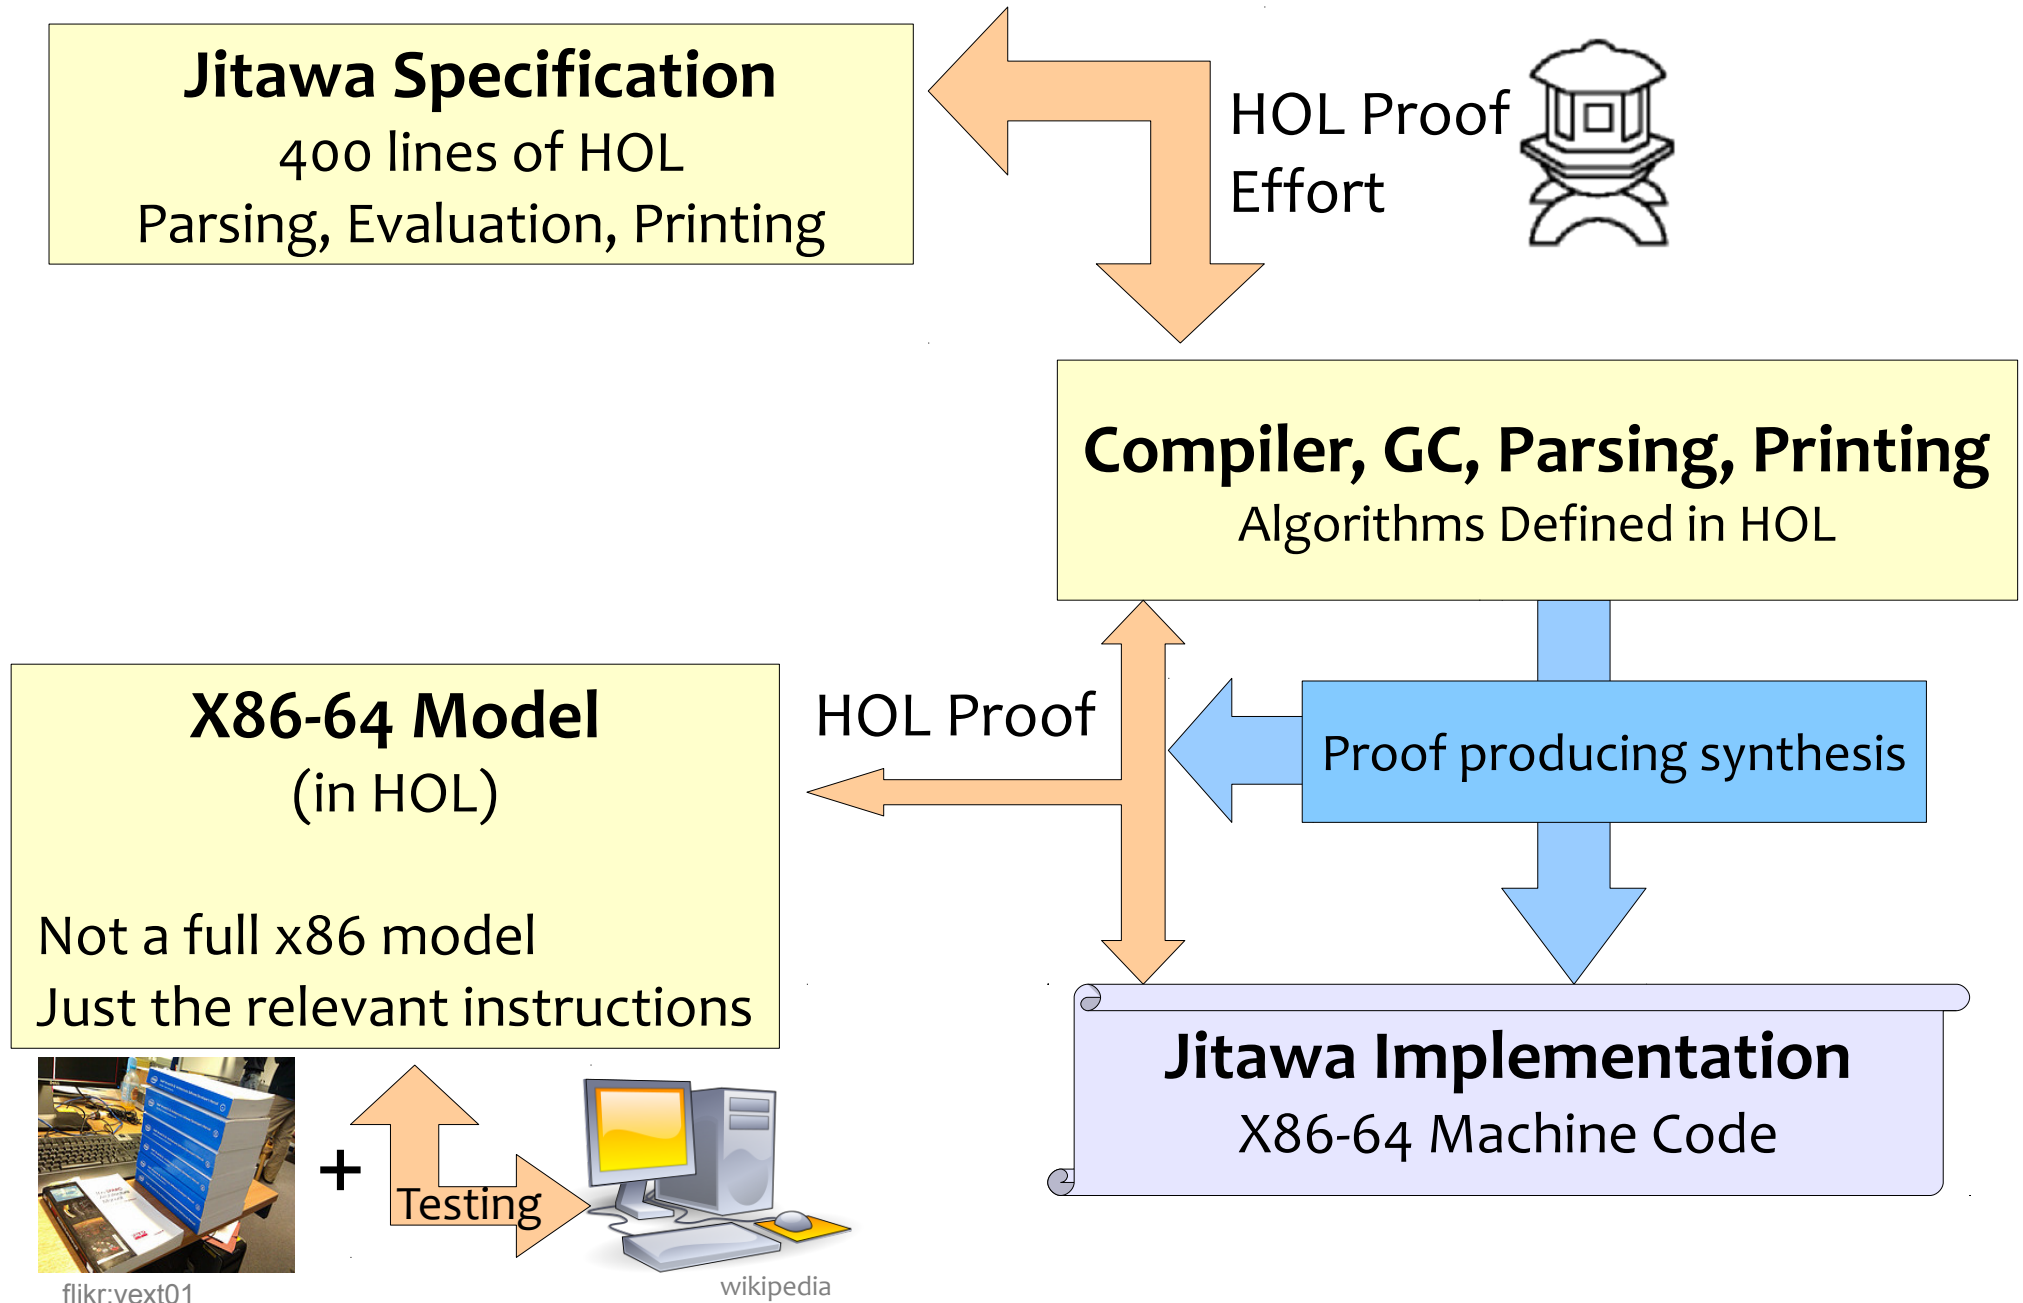 Jitawa Specification
400 lines of HOL
Parsing, Evaluation, Printing
HOL Proof
Effort
Compiler, GC, Parsing, Printing
Algorithms Defined in HOL
X86-64 Model
(in HOL)
Not a full x86 model
Just the relevant instructions
HOL Proof
Proof producing synthesis
Jitawa Implementation
X86-64 Machine Code
+
Testing
flikr:vext01
wikipedia